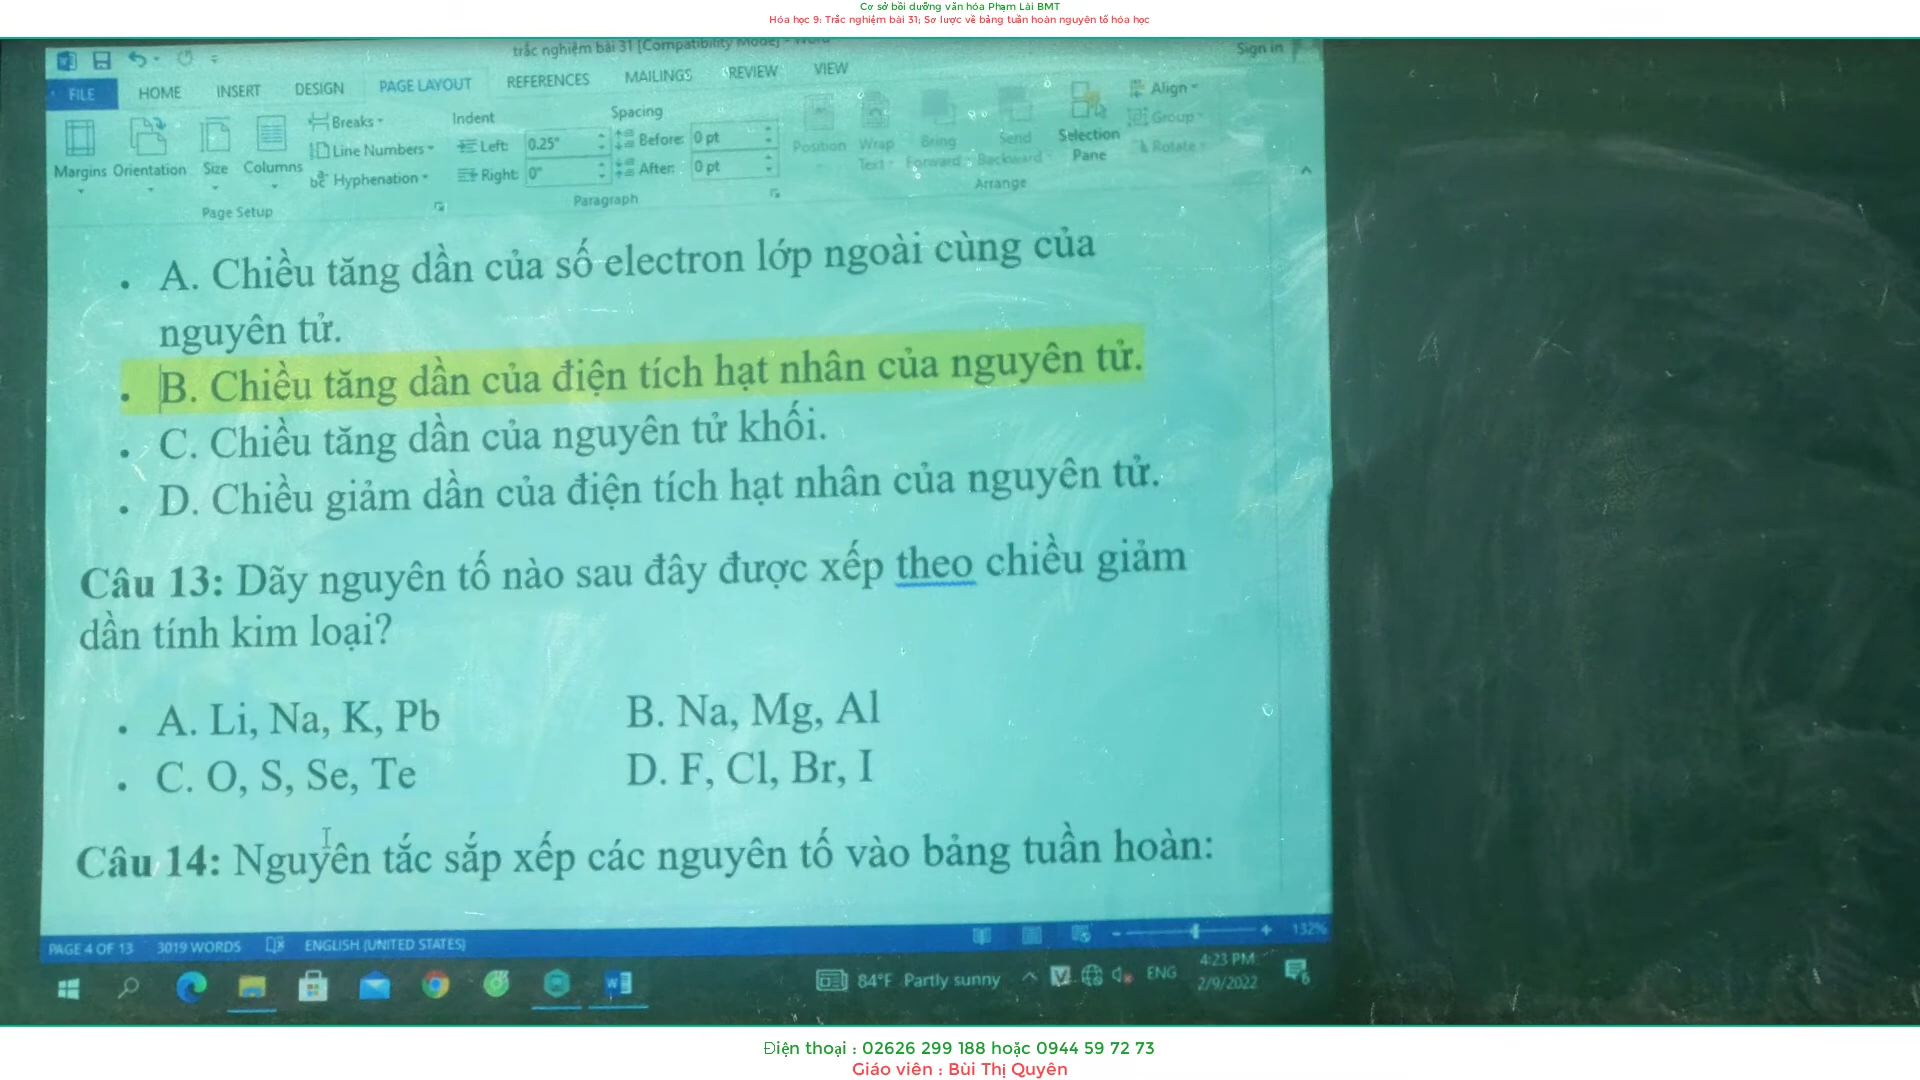 Cơ sở bồi dưỡng văn hóa Phạm Lài BMT
Hóa học 9: Trắc nghiệm bài 31; Sơ lược về bảng tuần hoàn nguyên tố hóa học
trắc nghiệm bài 31 [Compatibility Mode] - Word
Sign in
FILE HOME INSERT DESIGN PAGE LAYOUT REFERENCES MAILINGS REVIEW VIEW
Margins Orientation Size Columns
Breaks
Line Numbers
Hyphenation
Page Setup
Indent
Left: 0.25"
Right: 0"
Spacing
Before: 0 pt
After: 0 pt
Paragraph
Position Wrap Text Bring Forward Send Backward Selection Pane
Align
Group
Rotate
Arrange
A. Chiều tăng dần của số electron lớp ngoài cùng của
nguyên tử.
B. Chiều tăng dần của điện tích hạt nhân của nguyên tử.
C. Chiều tăng dần của nguyên tử khối.
D. Chiều giảm dần của điện tích hạt nhân của nguyên tử.
Câu 13: Dãy nguyên tố nào sau đây được xếp theo chiều giảm
dần tính kim loại?
A. Li, Na, K, Pb B. Na, Mg, Al
C. O, S, Se, Te D. F, Cl, Br, I
Câu 14: Nguyên tắc sắp xếp các nguyên tố vào bảng tuần hoàn:
PAGE 4 OF 13 3019 WORDS ENGLISH (UNITED STATES) 132%
84°F Partly sunny ENG 4:23 PM
2/9/2022
Điện thoại : 02626 299 188 hoặc 0944 59 72 73
Giáo viên : Bùi Thị Quyên